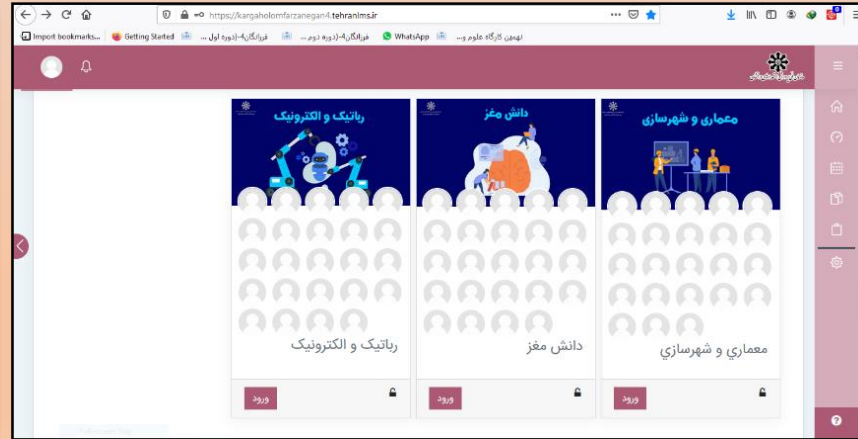 https://kargaholomfarzanegan4.tehranlms.ir
Import bookmarks...
Getting Started
فرزانگان4-(دوره اول ...
فرزانگان4-(دوره دوم ...
WhatsApp
نهمین کارگاه علوم و...
معماری و شهرسازی
دانش مغز
رباتیک و الکترونیک
معماري و شهرسازي
دانش مغز
رباتیک و الکترونیک
ورود
ورود
ورود